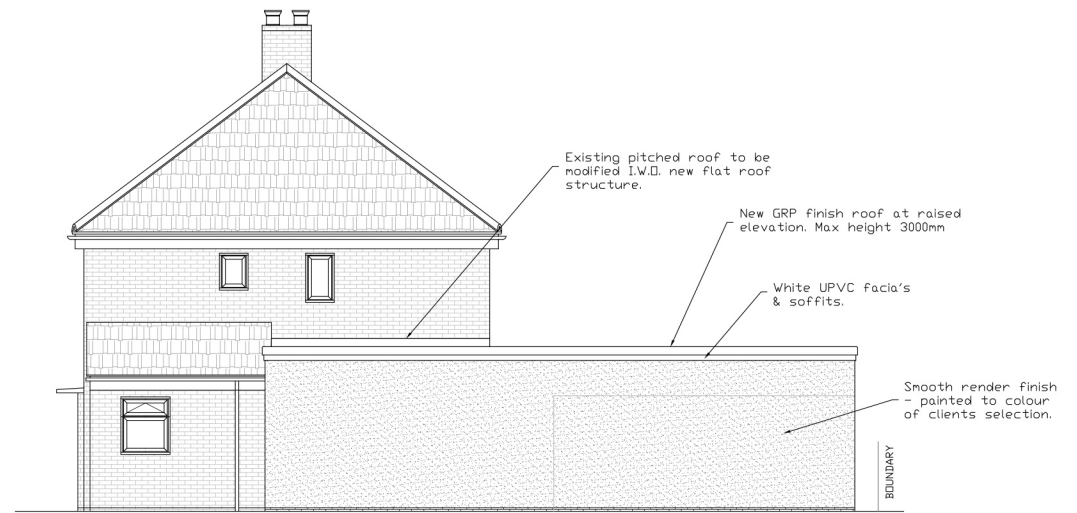 Existing pitched roof to be
modified I.W.O. new flat roof
structure.
New GRP finish roof at raised
elevation. Max height 3000mm
White UPVC facia's
& soffits.
Smooth render finish
- painted to colour
of clients selection.
BOUNDARY